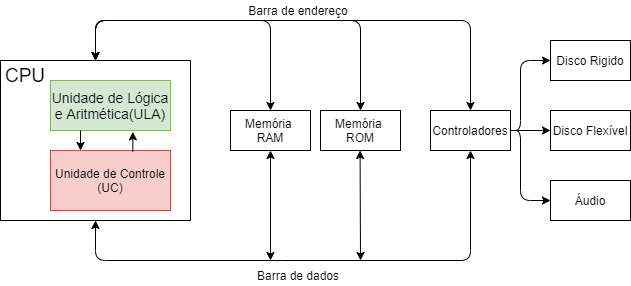 Barra de endereço
CPU
Unidade de Lógica
e Aritmética(ULA)
Unidade de Controle
(UC)
Memória
RAM
Memória
ROM
Controladores
Disco Rigido
Disco Flexível
Áudio
Barra de dados